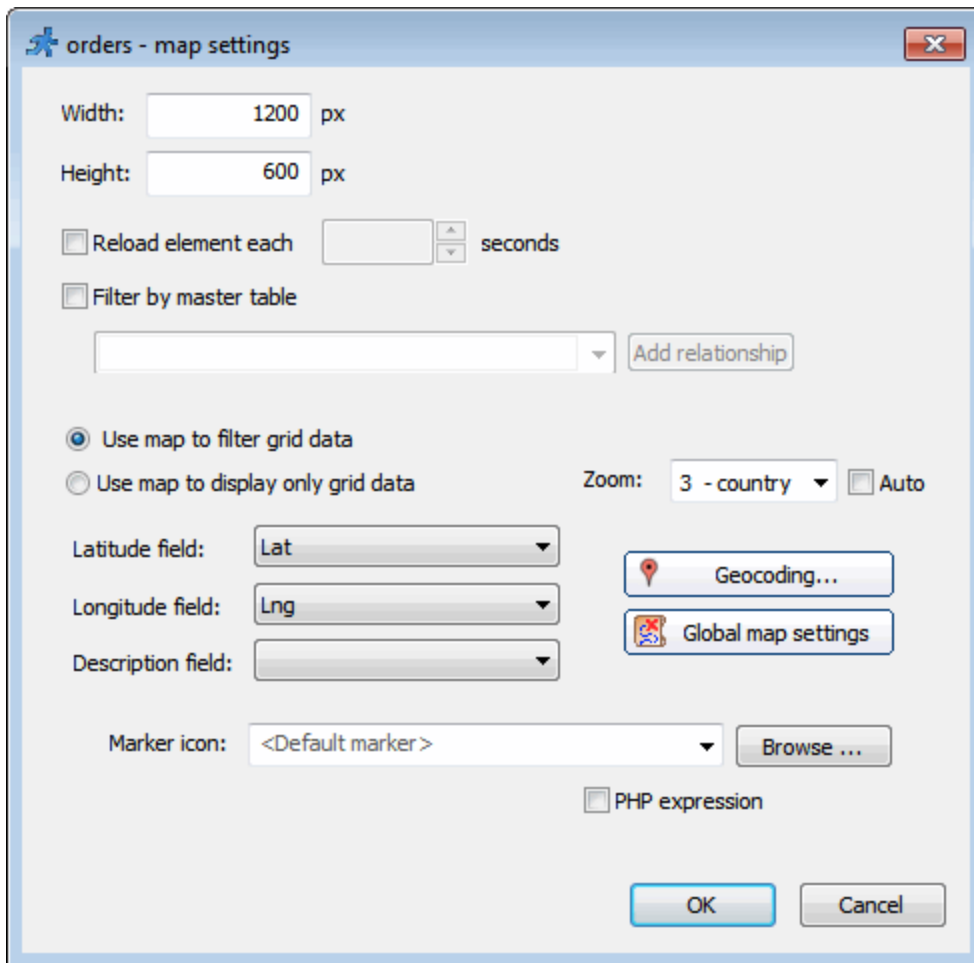 orders - map settings
Width: 1200 px
Height: 600 px
Reload element each seconds
Filter by master table
Add relationship
Use map to filter grid data
Use map to display only grid data
Zoom: 3 - country Auto
Latitude field: Lat
Geocoding...
Longitude field: Lng
Global map settings
Description field:
Marker icon: <Default marker> Browse ...
PHP expression
OK Cancel